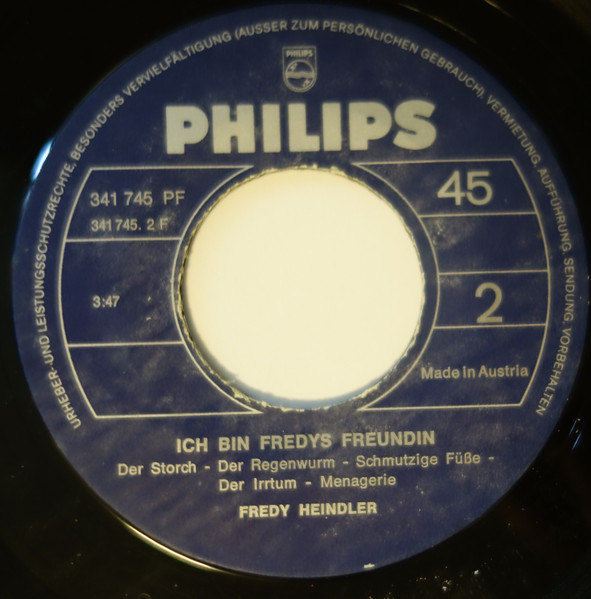 URHEBER- UND LEISTUNGSSCHUTZRECHTE, BESONDERS VERVIELFÄLTIGUNG (AUSSER ZUM PERSÖNLICHEN GEBRAUCH), VERMIETUNG, AUFFÜHRUNG, SENDUNG, VORBEHALTEN
PHILIPS
PHILIPS
341 745 PF
341 745. 2 F
45
3:47
2
Made in Austria
ICH BIN FREDYS FREUNDIN
Der Storch - Der Regenwurm - Schmutzige Füße -
Der Irrtum - Menagerie
FREDY HEINDLER